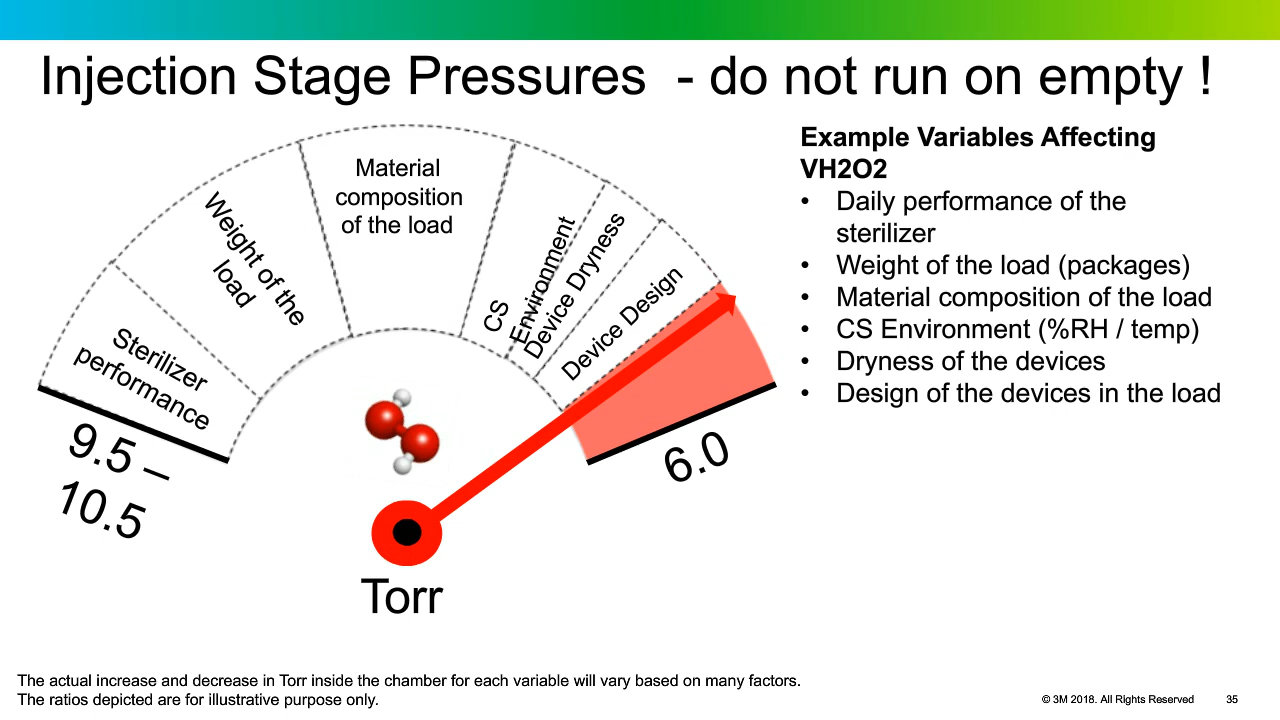 Injection Stage Pressures - do not run on empty !
Example Variables Affecting
VH2O2
• Daily performance of the
sterilizer
• Weight of the load (packages)
• Material composition of the load
• CS Environment (%RH / temp)
• Dryness of the devices
• Design of the devices in the load
Sterilizer
performance
Weight of the
load
Material
composition
of the load
CS
Environment
Device Dryness
Device Design
9.5 –
10.5
6.0
Torr
The actual increase and decrease in Torr inside the chamber for each variable will vary based on many factors.
The ratios depicted are for illustrative purpose only.
© 3M 2018. All Rights Reserved 35